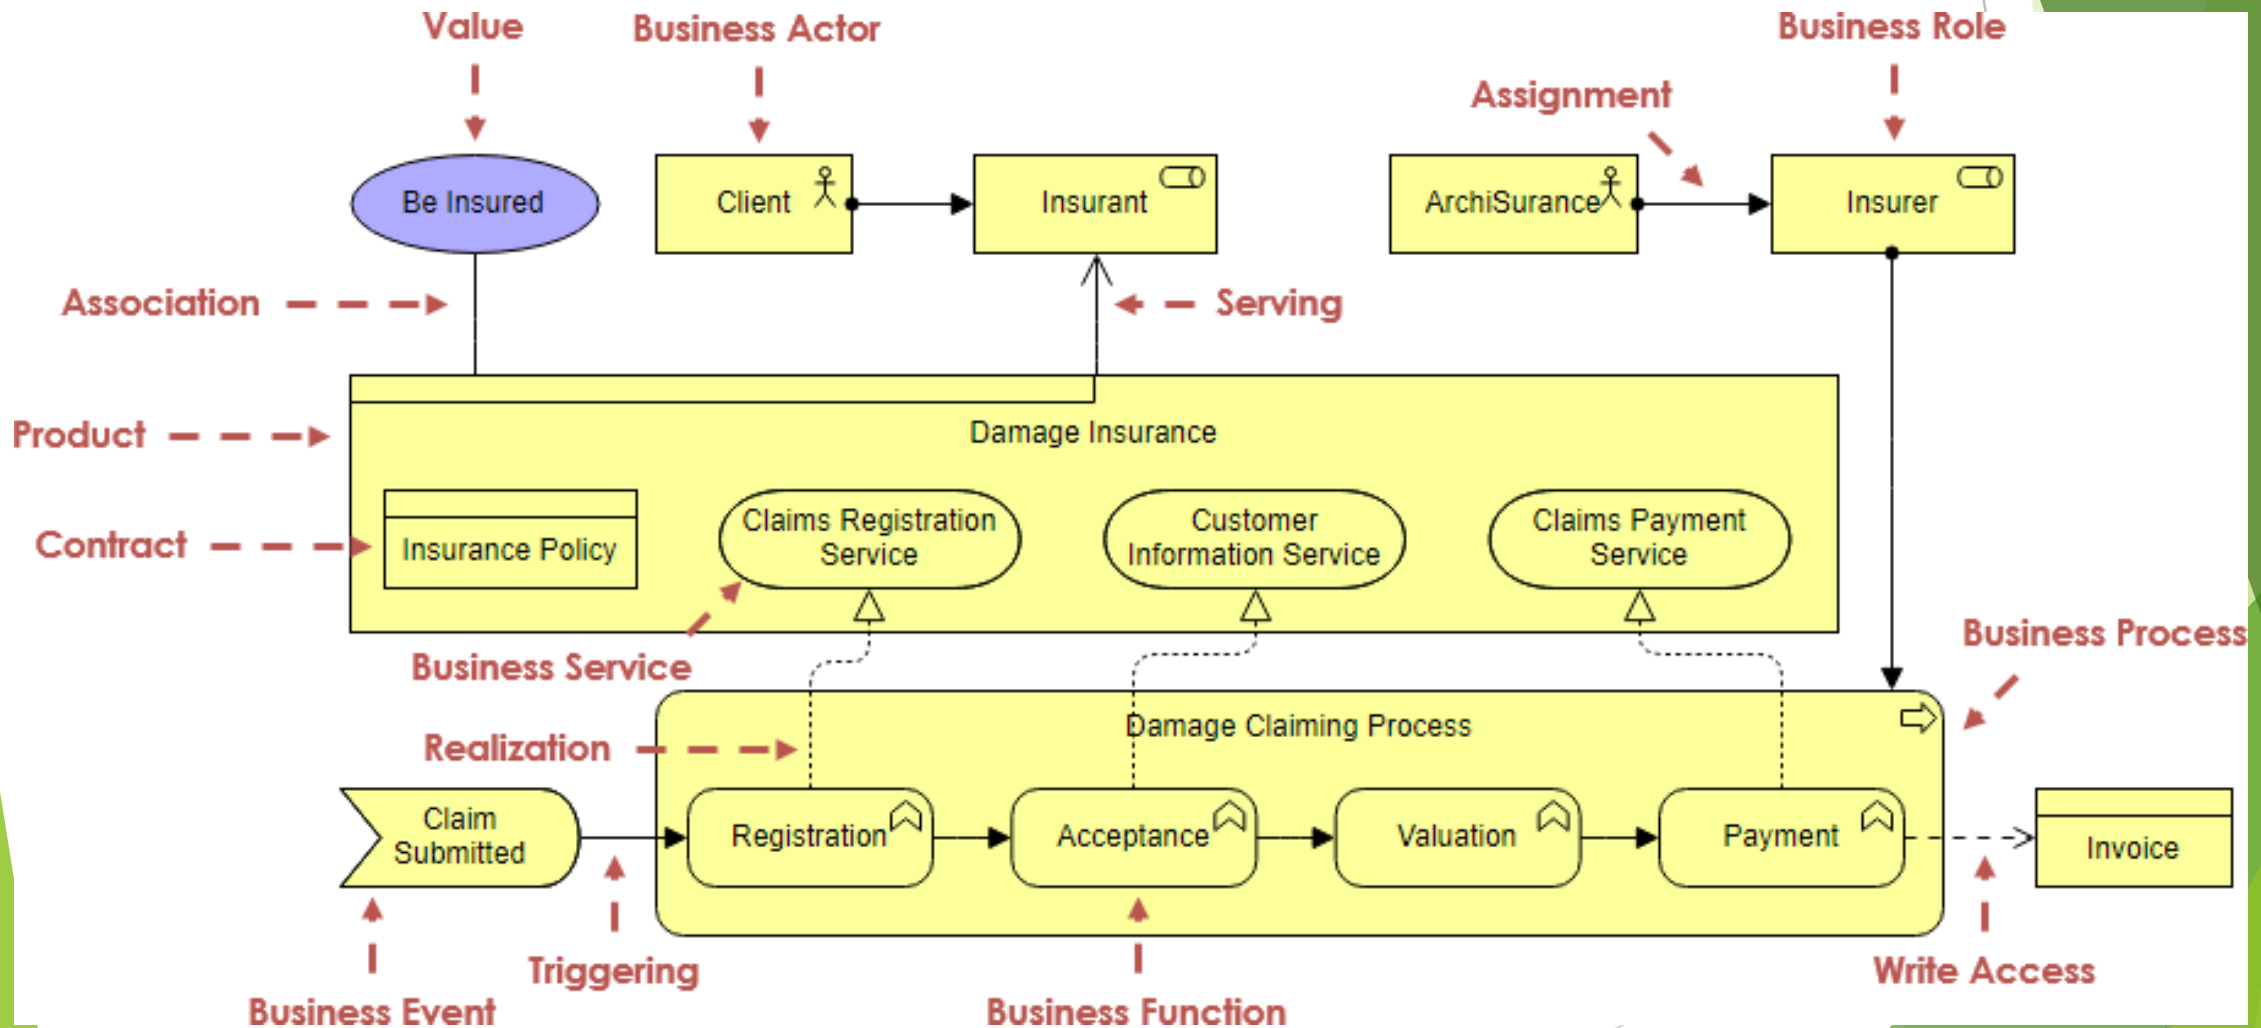 Value
Business Actor
Business Role
Assignment
Be Insured
Client
Insurant
ArchiSurance
Insurer
Association
Serving
Product
Damage Insurance
Contract
Insurance Policy
Claims Registration
Service
Customer
Information Service
Claims Payment
Service
Business Service
Business Process
Realization
Damage Claiming Process
Claim
Submitted
Registration
Acceptance
Valuation
Payment
Invoice
Triggering
Write Access
Business Event
Business Function